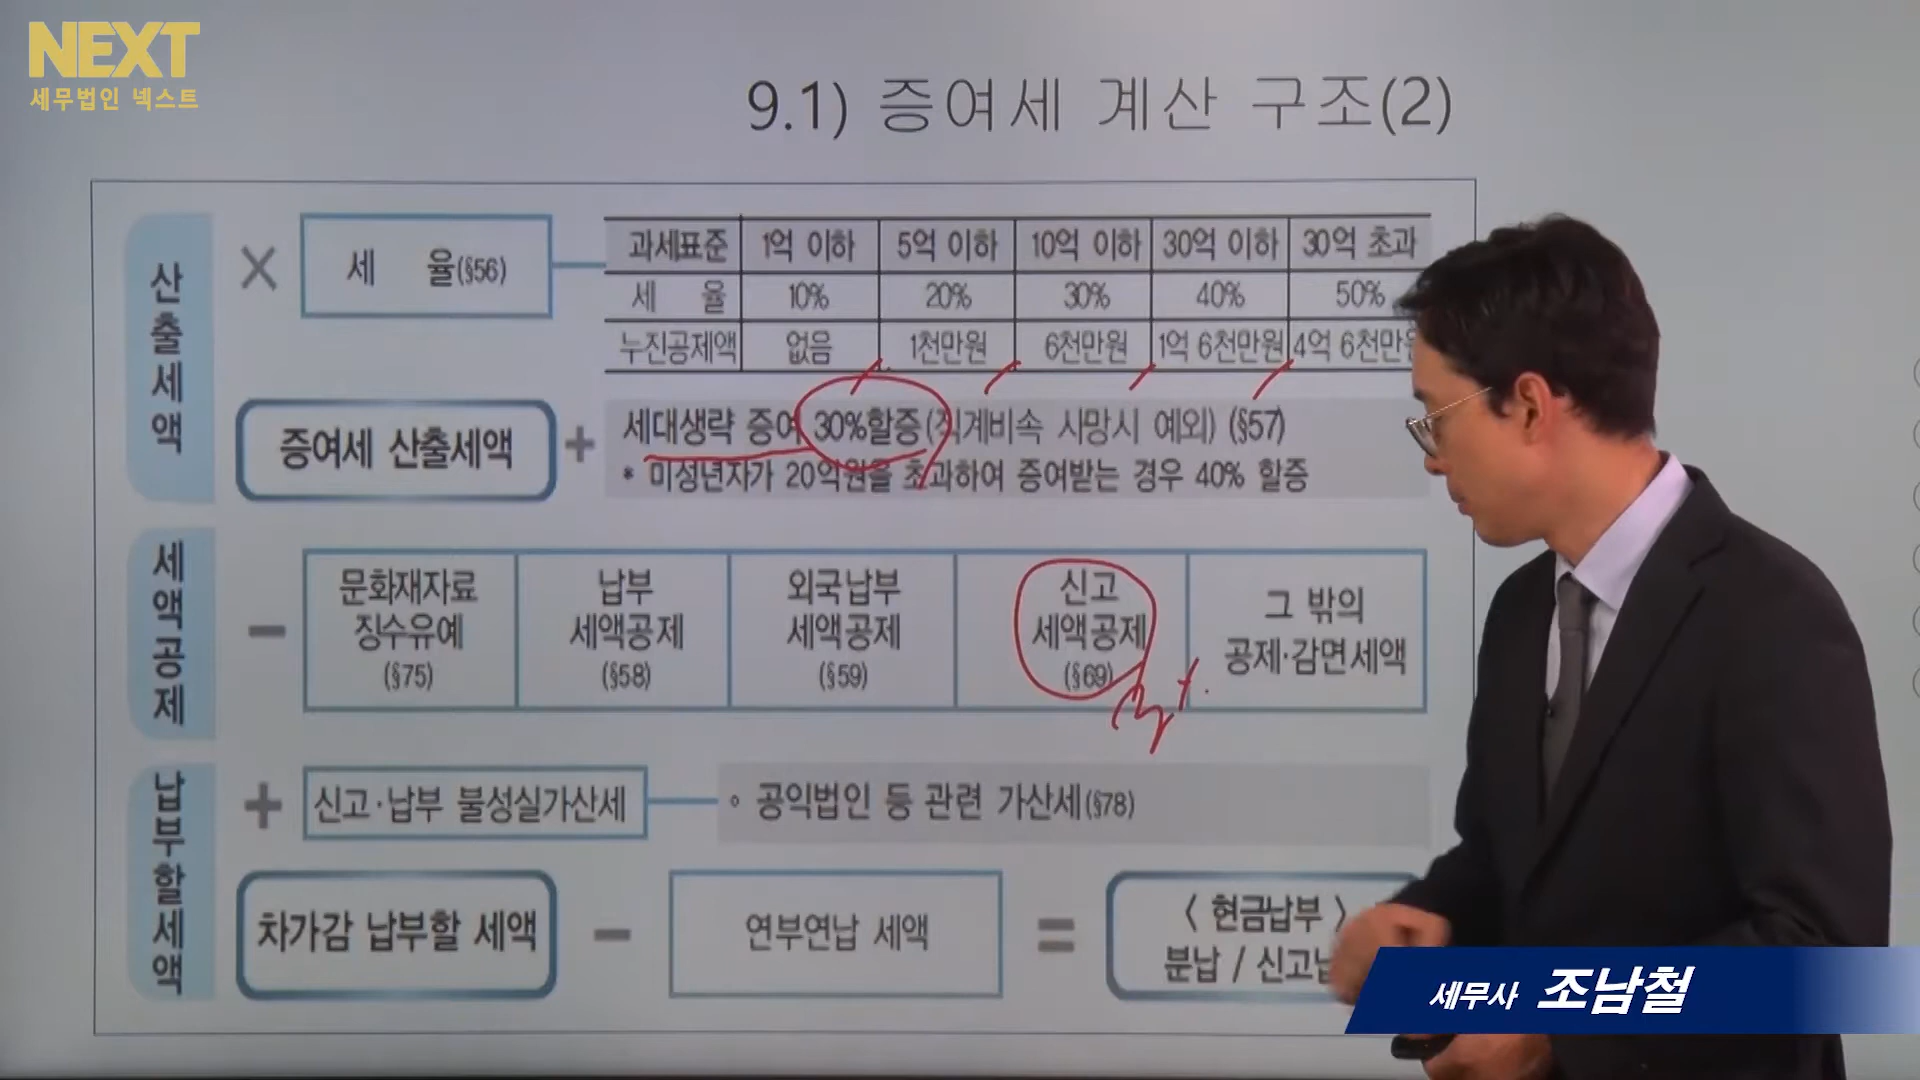 NEXT
세무법인 넥스트
9.1) 증여세 계산 구조(2)
산출세액
× 세 율(§56)
과세표준 1억 이하 5억 이하 10억 이하 30억 이하 30억 초과
세 율 10% 20% 30% 40% 50%
누진공제액 없음 1천만원 6천만원 1억 6천만원 4억 6천만원
증여세 산출세액 +
세대생략 증여 30%할증(직계비속 사망시 예외) (§57)
* 미성년자가 20억원을 초과하여 증여받는 경우 40% 할증
세액공제
−
문화재자료
징수유예
(§75)
납부
세액공제
(§58)
외국납부
세액공제
(§59)
신고
세액공제
(§69)
그 밖의
공제·감면세액
납부할세액
+ 신고·납부 불성실가산세
◦ 공익법인 등 관련 가산세(§78)
차가감 납부할 세액 − 연부연납 세액 =
〈 현금납부 〉
분납 / 신고납
세무사 조남철